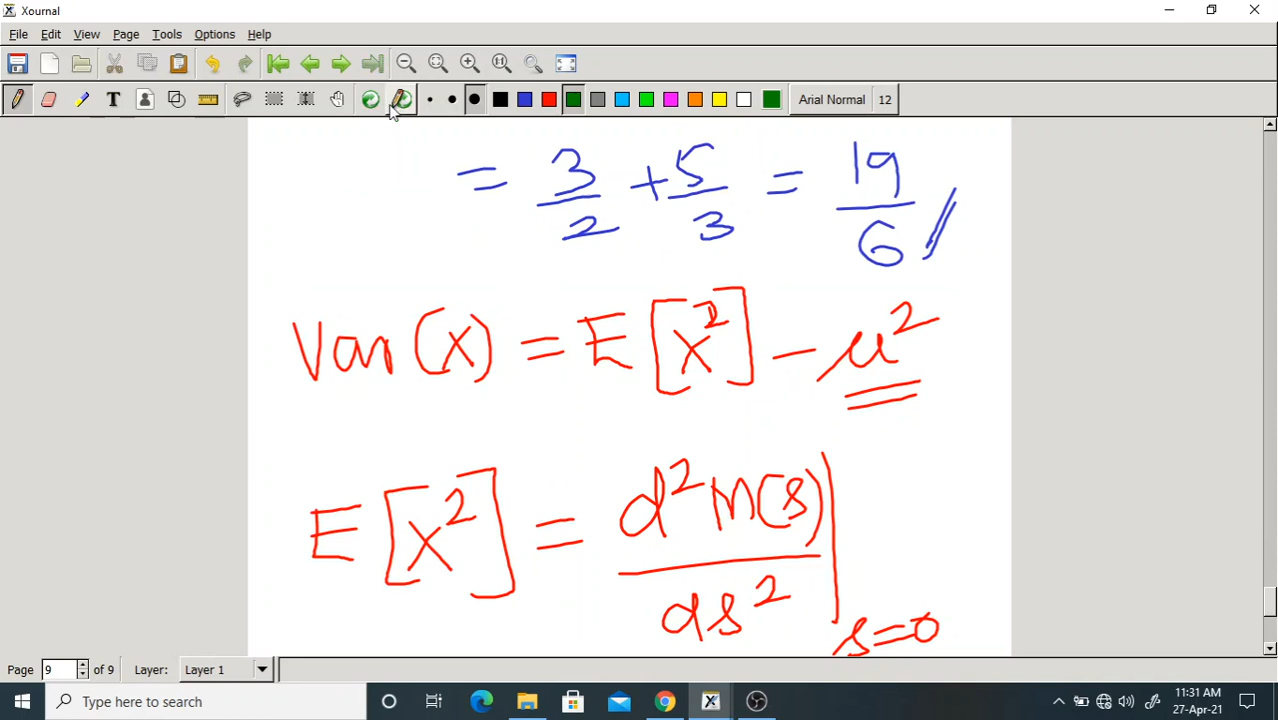 Xournal
File Edit View Page Tools Options Help
Arial Normal 12
= 3/2 + 5/3 = 19/6 //
Var(X) = E[X²] - μ²
E[X²] = d²M(s)/ds² | s=0
Page 9 of 9 Layer: Layer 1
Type here to search
11:31 AM
27-Apr-21